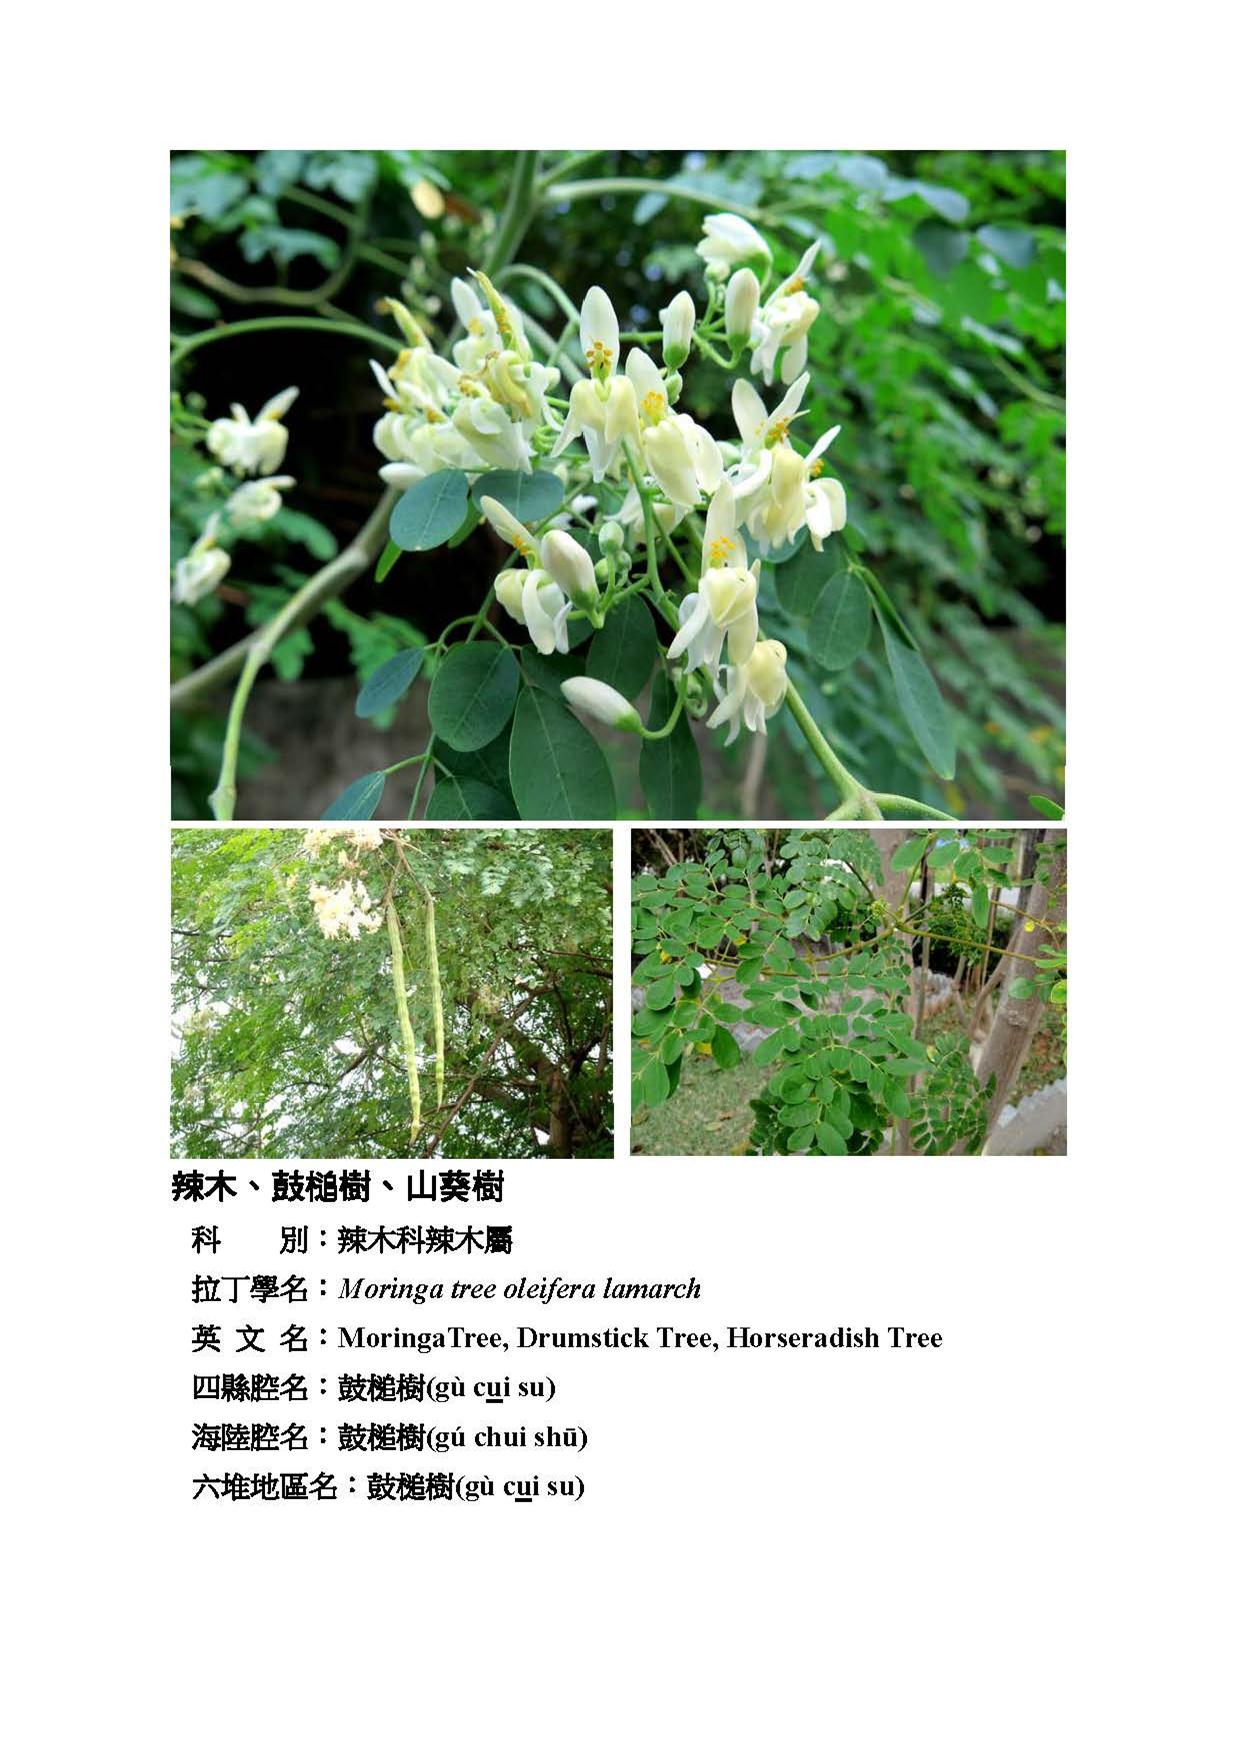 辣木、鼓槌樹、山葵樹
科　　別：辣木科辣木屬
拉丁學名：Moringa tree oleifera lamarch
英 文 名：MoringaTree, Drumstick Tree, Horseradish Tree
四縣腔名：鼓槌樹(gù cui su)
海陸腔名：鼓槌樹(gú chui shū)
六堆地區名：鼓槌樹(gù cui su)